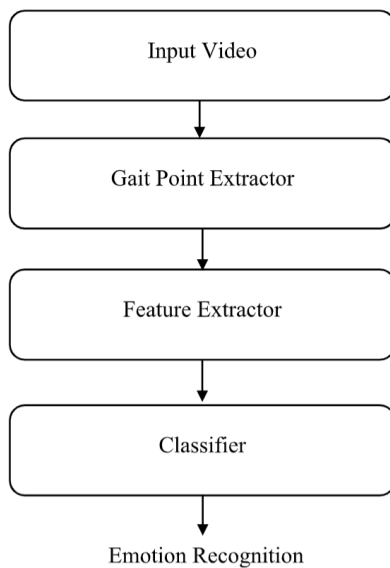 Input Video
Gait Point Extractor
Feature Extractor
Classifier
Emotion Recognition